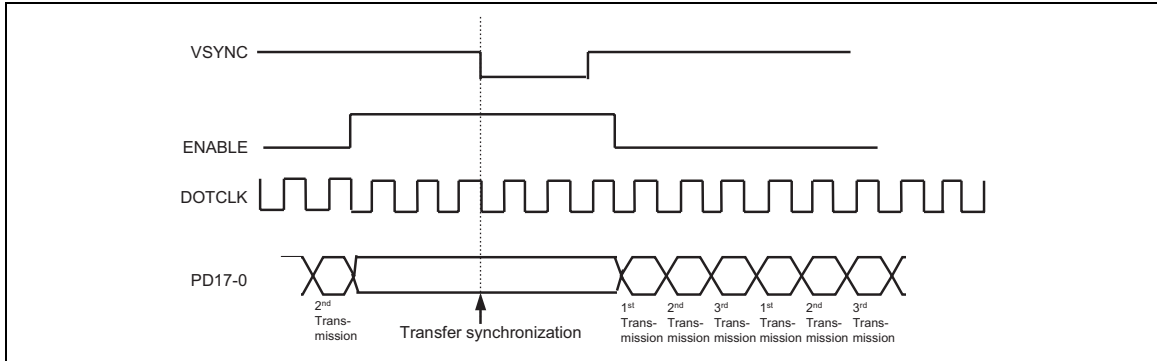 VSYNC
ENABLE
DOTCLK
PD17-0
2nd
Trans-
mission
Transfer synchronization
1st
Trans-
mission
2nd
Trans-
mission
3rd
Trans-
mission
1st
Trans-
mission
2nd
Trans-
mission
3rd
Trans-
mission